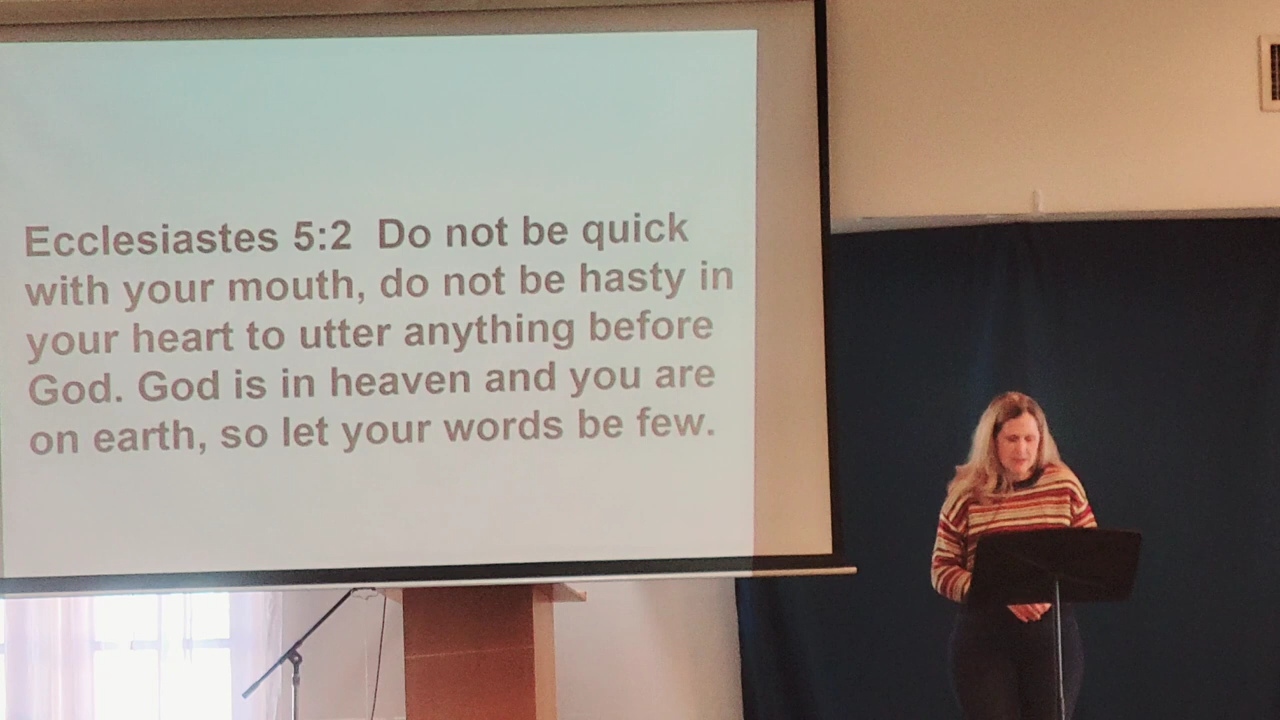 Ecclesiastes 5:2  Do not be quick
with your mouth, do not be hasty in
your heart to utter anything before
God. God is in heaven and you are
on earth, so let your words be few.